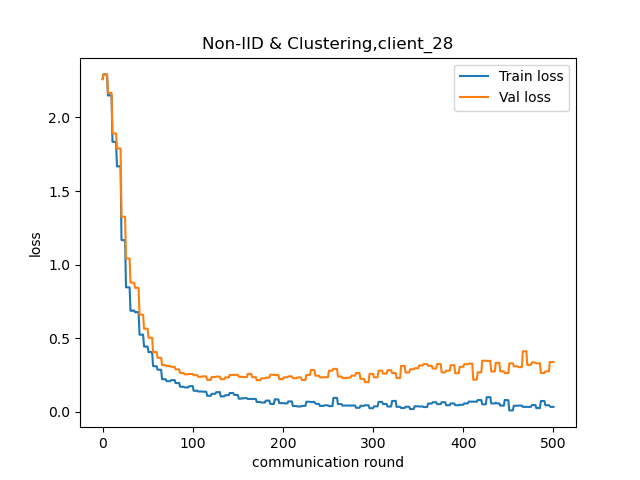 Non-IID & Clustering,client_28
Train loss
Val loss
2.0
1.5
1.0
0.5
0.0
loss
0
100
200
300
400
500
communication round